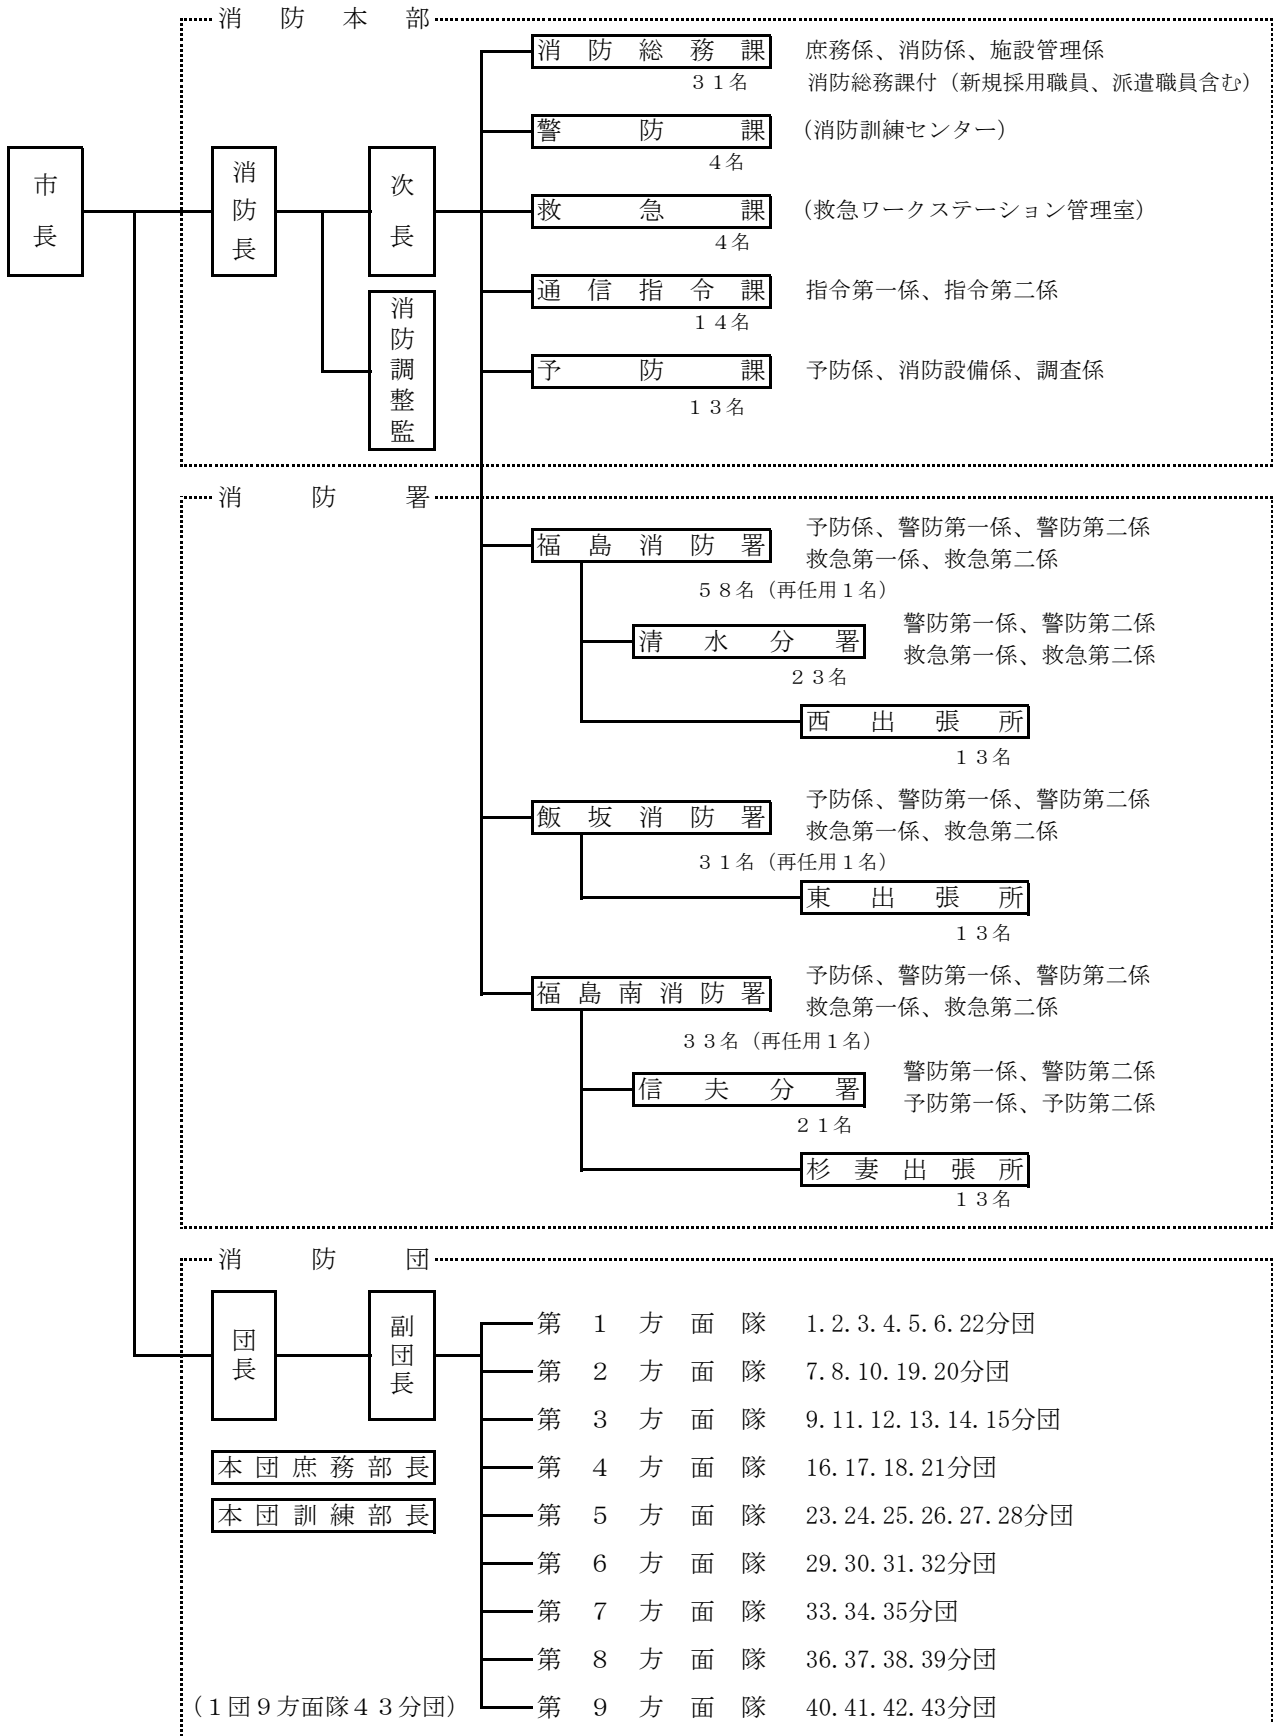 消防本部
消防総務課 庶務係、消防係、施設管理係
31名 消防総務課付（新規採用職員、派遣職員含む）
警防課 （消防訓練センター）
4名
市長
消防長
次長
救急課 （救急ワークステーション管理室）
4名
通信指令課 指令第一係、指令第二係
14名
消防調整監
予防課 予防係、消防設備係、調査係
13名
消防署
福島消防署 予防係、警防第一係、警防第二係
救急第一係、救急第二係
58名（再任用1名）
清水分署 警防第一係、警防第二係
救急第一係、救急第二係
23名
西出張所
13名
飯坂消防署 予防係、警防第一係、警防第二係
救急第一係、救急第二係
31名（再任用1名）
東出張所
13名
福島南消防署 予防係、警防第一係、警防第二係
救急第一係、救急第二係
33名（再任用1名）
信夫分署 警防第一係、警防第二係
予防第一係、予防第二係
21名
杉妻出張所
13名
消防団
団長
副団長
第1方面隊 1.2.3.4.5.6.22分団
第2方面隊 7.8.10.19.20分団
第3方面隊 9.11.12.13.14.15分団
本団庶務部長
第4方面隊 16.17.18.21分団
本団訓練部長
第5方面隊 23.24.25.26.27.28分団
第6方面隊 29.30.31.32分団
第7方面隊 33.34.35分団
第8方面隊 36.37.38.39分団
（1団9方面隊43分団） 第9方面隊 40.41.42.43分団